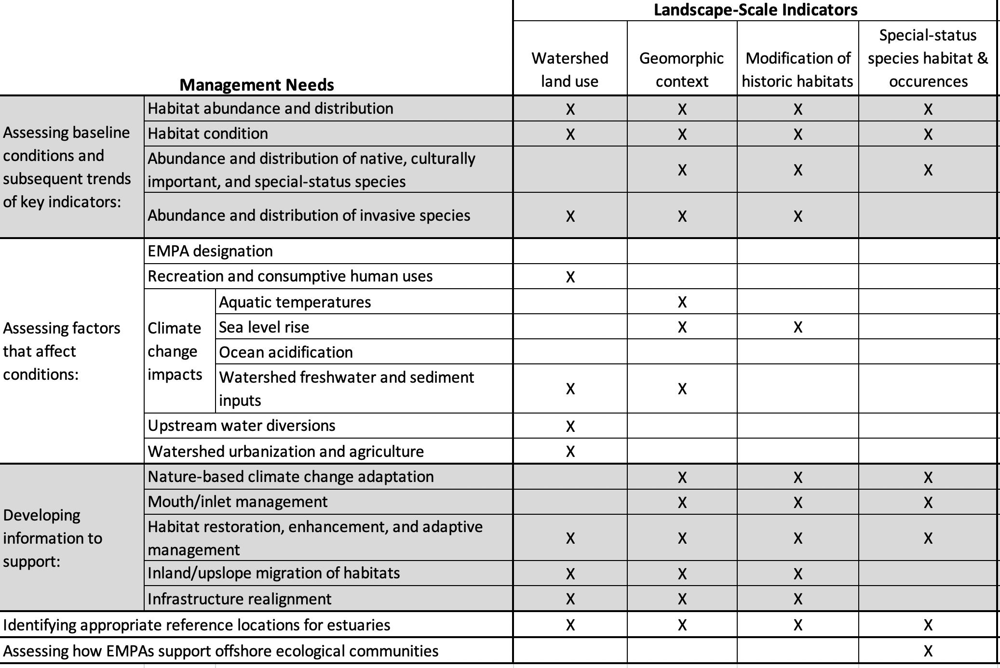 Landscape-Scale Indicators
Management Needs
Watershed
land use
Geomorphic
context
Modification of
historic habitats
Special-status
species habitat &
occurences
Assessing baseline
conditions and
subsequent trends
of key indicators:
Habitat abundance and distribution X X X X
Habitat condition X X X X
Abundance and distribution of native, culturally
important, and special-status species X X X
Abundance and distribution of invasive species X X X
Assessing factors
that affect
conditions:
EMPA designation
Recreation and consumptive human uses X
Climate
change
impacts
Aquatic temperatures X
Sea level rise X X
Ocean acidification
Watershed freshwater and sediment
inputs X X
Upstream water diversions X
Watershed urbanization and agriculture X
Developing
information to
support:
Nature-based climate change adaptation X X X
Mouth/inlet management X X X
Habitat restoration, enhancement, and adaptive
management X X X X
Inland/upslope migration of habitats X X X
Infrastructure realignment X X X
Identifying appropriate reference locations for estuaries X X X X
Assessing how EMPAs support offshore ecological communities X